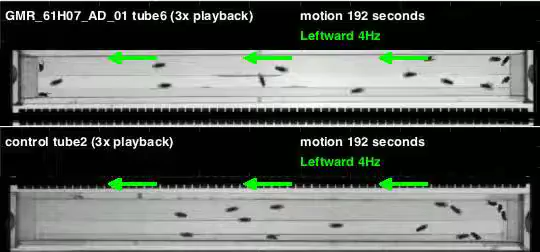 GMR_61H07_AD_01 tube6 (3x playback)
motion 192 seconds
Leftward 4Hz
control tube2 (3x playback)
motion 192 seconds
Leftward 4Hz